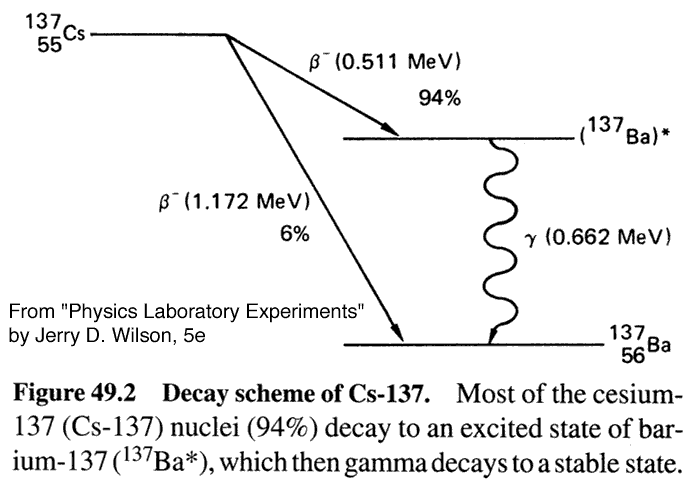 137
55Cs
β⁻(0.511 MeV)
94%
(¹³⁷Ba)*
β⁻(1.172 MeV)
6%
γ (0.662 MeV)
From "Physics Laboratory Experiments"
by Jerry D. Wilson, 5e
137
56Ba
Figure 49.2 Decay scheme of Cs-137. Most of the cesium-
137 (Cs-137) nuclei (94%) decay to an excited state of bar-
ium-137 (¹³⁷Ba*), which then gamma decays to a stable state.